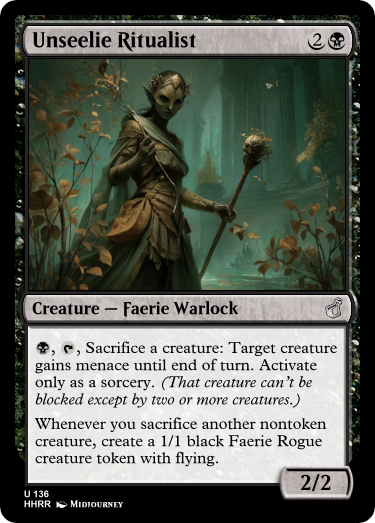 Unseelie Ritualist 2
Creature — Faerie Warlock
, , Sacrifice a creature: Target creature
gains menace until end of turn. Activate
only as a sorcery. (That creature can't be
blocked except by two or more creatures.)
Whenever you sacrifice another nontoken
creature, create a 1/1 black Faerie Rogue
creature token with flying.
2/2
U 136
HHRR Midjourney